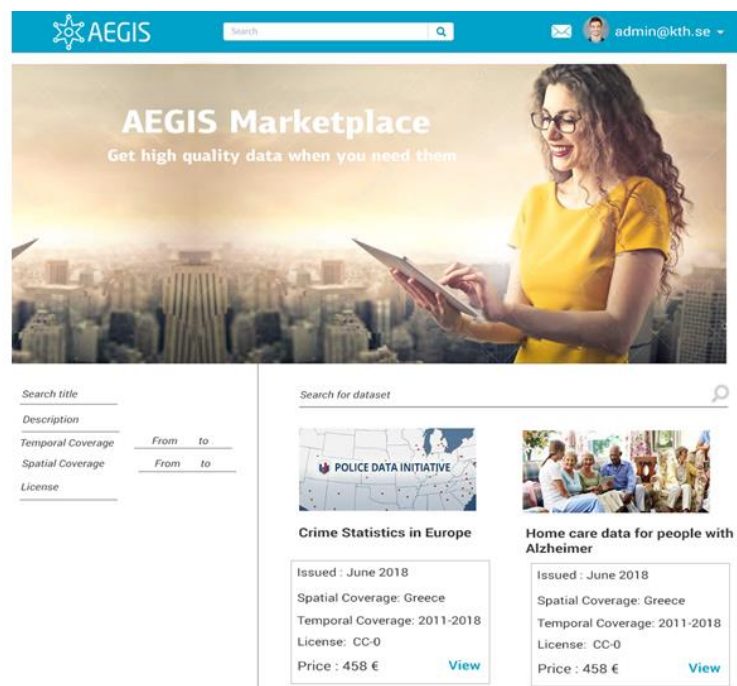 AEGIS
Search
admin@kth.se
AEGIS Marketplace
Get high quality data when you need them
Search title
Description
Temporal Coverage From to
Spatial Coverage From to
License
Search for dataset
POLICE DATA INITIATIVE
Crime Statistics in Europe
Issued : June 2018
Spatial Coverage: Greece
Temporal Coverage: 2011-2018
License: CC-0
Price : 458 € View
Home care data for people with
Alzheimer
Issued : June 2018
Spatial Coverage: Greece
Temporal Coverage: 2011-2018
License: CC-0
Price : 458 € View